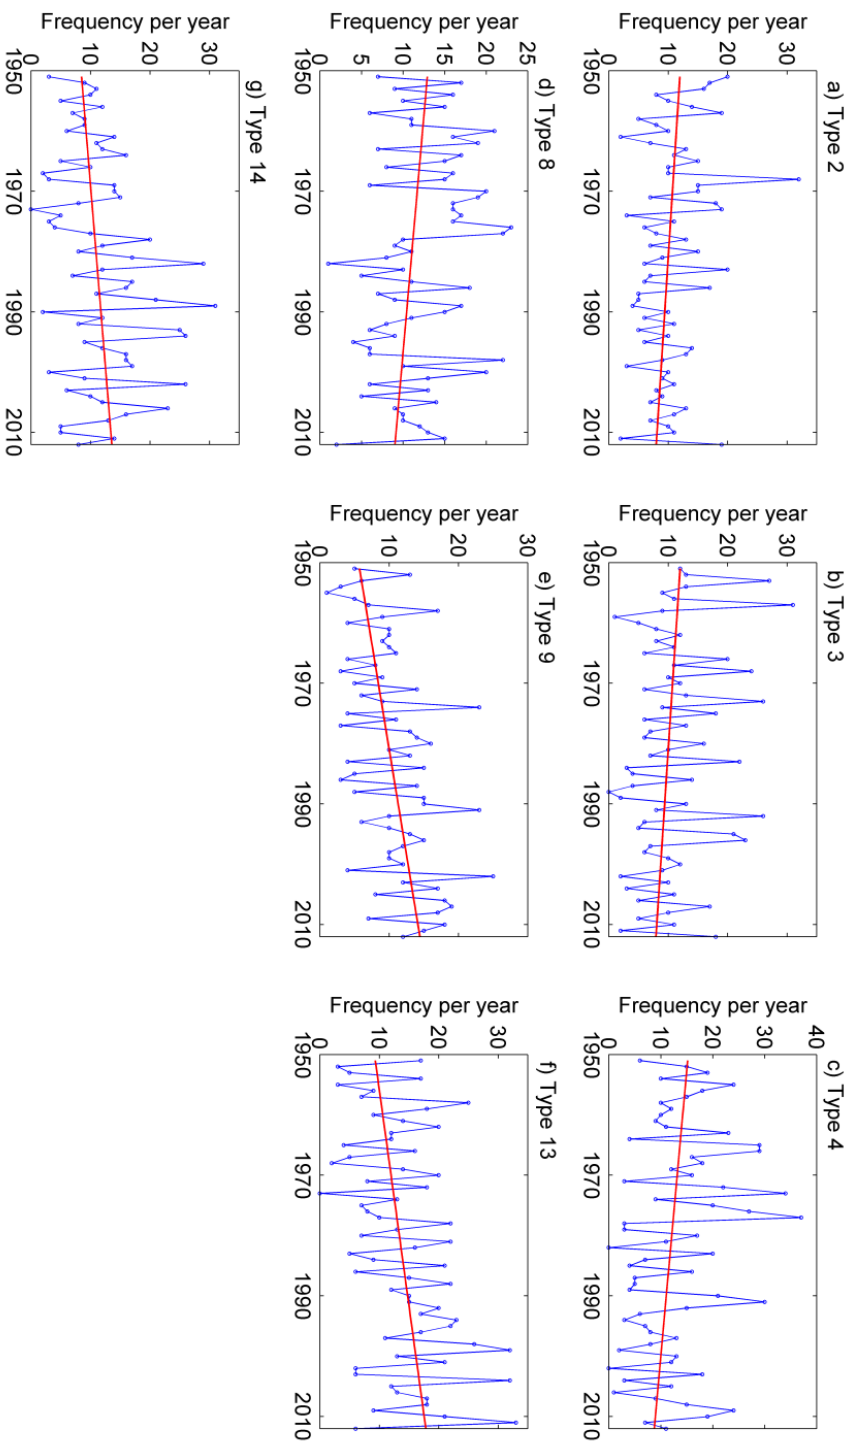 a) Type 2
Frequency per year
0 10 20 30
1950 1970 1990 2010
b) Type 3
Frequency per year
0 10 20 30
1950 1970 1990 2010
c) Type 4
Frequency per year
0 10 20 30 40
1950 1970 1990 2010
d) Type 8
Frequency per year
0 5 10 15 20 25
1950 1970 1990 2010
e) Type 9
Frequency per year
0 10 20 30
1950 1970 1990 2010
f) Type 13
Frequency per year
0 10 20 30
1950 1970 1990 2010
g) Type 14
Frequency per year
0 10 20 30
1950 1970 1990 2010